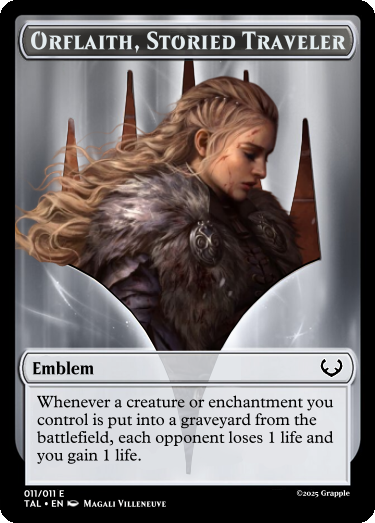 Orflaith, Storied Traveler
Emblem
Whenever a creature or enchantment you
control is put into a graveyard from the
battlefield, each opponent loses 1 life and
you gain 1 life.
011/011 E
TAL • EN Magali Villeneuve
©2025 Grapple